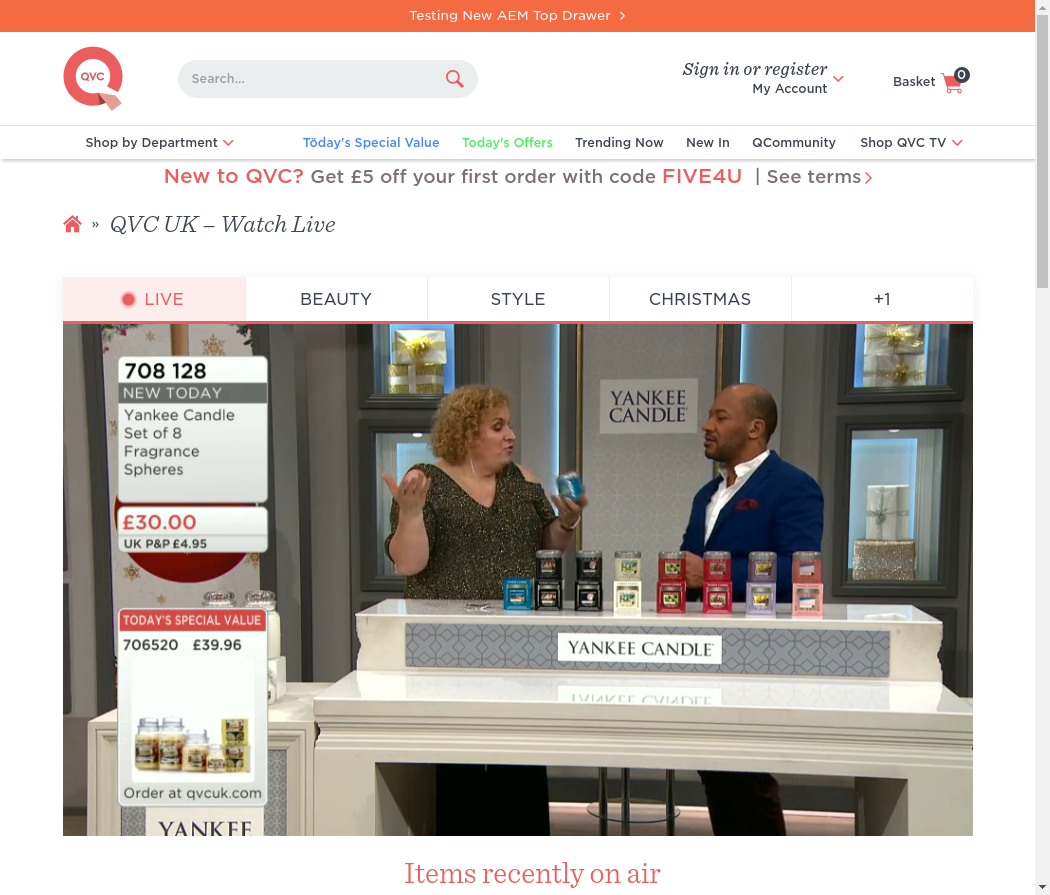 Testing New AEM Top Drawer
QVC
Search...
Sign in or register
My Account
Basket
0
Shop by Department
Töday's Special Value
Today's Offers
Trending Now
New In
QCommunity
Shop QVC TV
New to QVC? Get £5 off your first order with code FIVE4U | See terms
» QVC UK – Watch Live
LIVE
BEAUTY
STYLE
CHRISTMAS
+1
708 128
NEW TODAY
Yankee Candle
Set of 8
Fragrance
Spheres
£30.00
UK P&P £4.95
TODAY'S SPECIAL VALUE
706520 £39.96
Order at qvcuk.com
YANKEE
CANDLE
YANKEE CANDLE
YANKEE
Items recently on air